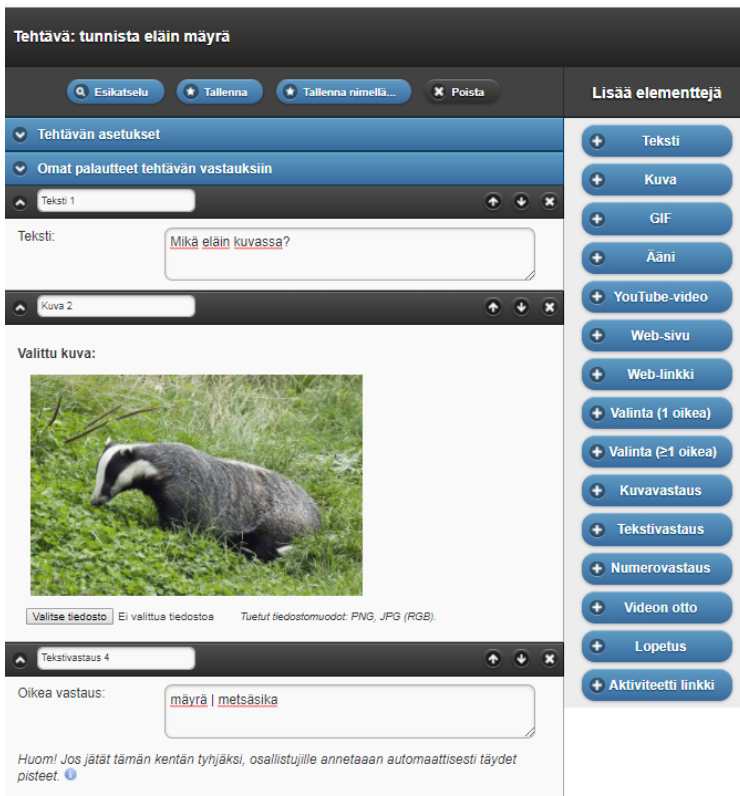 Tehtävä: tunnista eläin mäyrä
Esikatselu
Tallenna
Tallenna nimellä...
Poista
Lisää elementtejä
Tehtävän asetukset
Omat palautteet tehtävän vastauksiin
Teksti 1
Teksti:
Mikä eläin kuvassa?
Kuva 2
Valittu kuva:
Valitse tiedosto Ei valittua tiedostoa
Tuetut tiedostomuodot: PNG, JPG (RGB).
Tekstivastaus 4
Oikea vastaus:
mäyrä | metsäsika
Huom! Jos jätät tämän kentän tyhjäksi, osallistujille annetaaan automaattisesti täydet
pisteet.
Teksti
Kuva
GIF
Ääni
YouTube-video
Web-sivu
Web-linkki
Valinta (1 oikea)
Valinta (≥1 oikea)
Kuvavastaus
Tekstivastaus
Numerovastaus
Videon otto
Lopetus
Aktiviteetti linkki